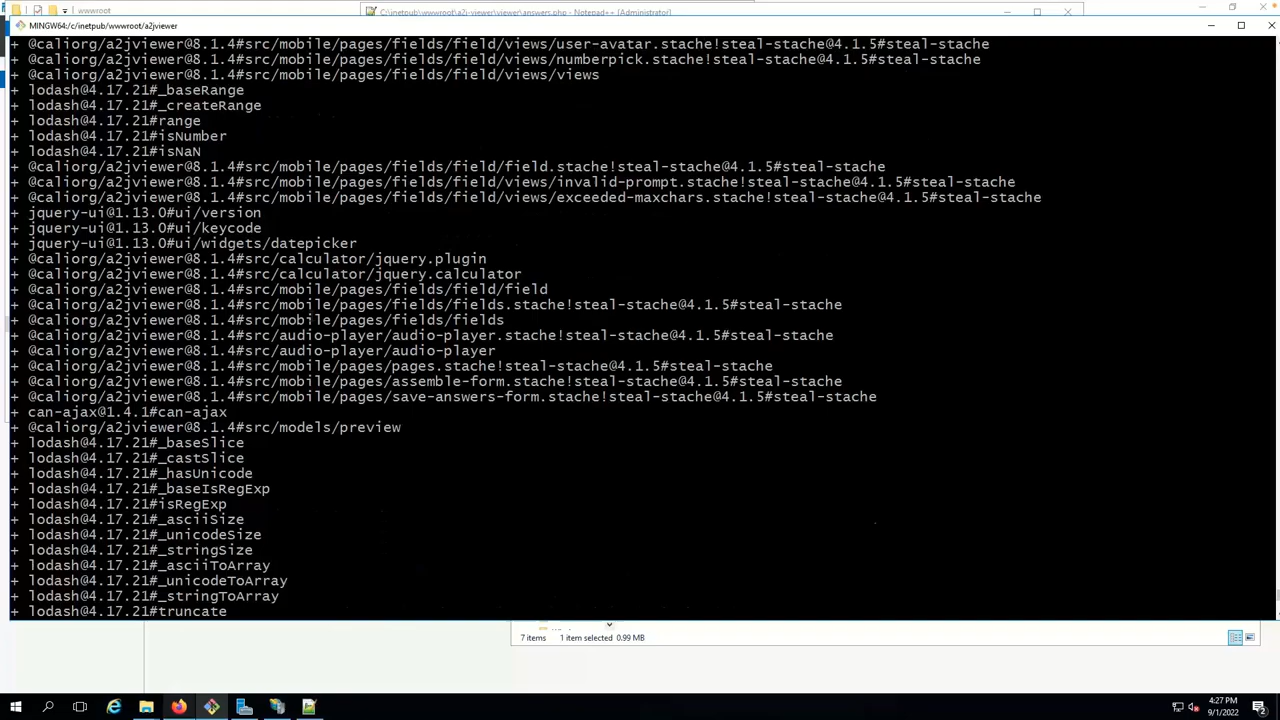 wwwroot
C:\inetpub\wwwroot\a2j-viewer\viewer\answers.php - Notepad++ [Administrator]
MINGW64:/c/inetpub/wwwroot/a2jviewer
+ @caliorg/a2jviewer@8.1.4#src/mobile/pages/fields/field/views/user-avatar.stache!steal-stache@4.1.5#steal-stache
+ @caliorg/a2jviewer@8.1.4#src/mobile/pages/fields/field/views/numberpick.stache!steal-stache@4.1.5#steal-stache
+ @caliorg/a2jviewer@8.1.4#src/mobile/pages/fields/field/views/views
+ lodash@4.17.21#_baseRange
+ lodash@4.17.21#_createRange
+ lodash@4.17.21#range
+ lodash@4.17.21#isNumber
+ lodash@4.17.21#isNaN
+ @caliorg/a2jviewer@8.1.4#src/mobile/pages/fields/field/field.stache!steal-stache@4.1.5#steal-stache
+ @caliorg/a2jviewer@8.1.4#src/mobile/pages/fields/field/views/invalid-prompt.stache!steal-stache@4.1.5#steal-stache
+ @caliorg/a2jviewer@8.1.4#src/mobile/pages/fields/field/views/exceeded-maxchars.stache!steal-stache@4.1.5#steal-stache
+ jquery-ui@1.13.0#ui/version
+ jquery-ui@1.13.0#ui/keycode
+ jquery-ui@1.13.0#ui/widgets/datepicker
+ @caliorg/a2jviewer@8.1.4#src/calculator/jquery.plugin
+ @caliorg/a2jviewer@8.1.4#src/calculator/jquery.calculator
+ @caliorg/a2jviewer@8.1.4#src/mobile/pages/fields/field/field
+ @caliorg/a2jviewer@8.1.4#src/mobile/pages/fields/fields.stache!steal-stache@4.1.5#steal-stache
+ @caliorg/a2jviewer@8.1.4#src/mobile/pages/fields/fields
+ @caliorg/a2jviewer@8.1.4#src/audio-player/audio-player.stache!steal-stache@4.1.5#steal-stache
+ @caliorg/a2jviewer@8.1.4#src/audio-player/audio-player
+ @caliorg/a2jviewer@8.1.4#src/mobile/pages/pages.stache!steal-stache@4.1.5#steal-stache
+ @caliorg/a2jviewer@8.1.4#src/mobile/pages/assemble-form.stache!steal-stache@4.1.5#steal-stache
+ @caliorg/a2jviewer@8.1.4#src/mobile/pages/save-answers-form.stache!steal-stache@4.1.5#steal-stache
+ can-ajax@1.4.1#can-ajax
+ @caliorg/a2jviewer@8.1.4#src/models/preview
+ lodash@4.17.21#_baseSlice
+ lodash@4.17.21#_castSlice
+ lodash@4.17.21#_hasUnicode
+ lodash@4.17.21#_baseIsRegExp
+ lodash@4.17.21#isRegExp
+ lodash@4.17.21#_asciiSize
+ lodash@4.17.21#_unicodeSize
+ lodash@4.17.21#_stringSize
+ lodash@4.17.21#_asciiToArray
+ lodash@4.17.21#_unicodeToArray
+ lodash@4.17.21#_stringToArray
+ lodash@4.17.21#truncate
7 items 1 item selected 0.99 MB
4:27 PM
9/1/2022
2